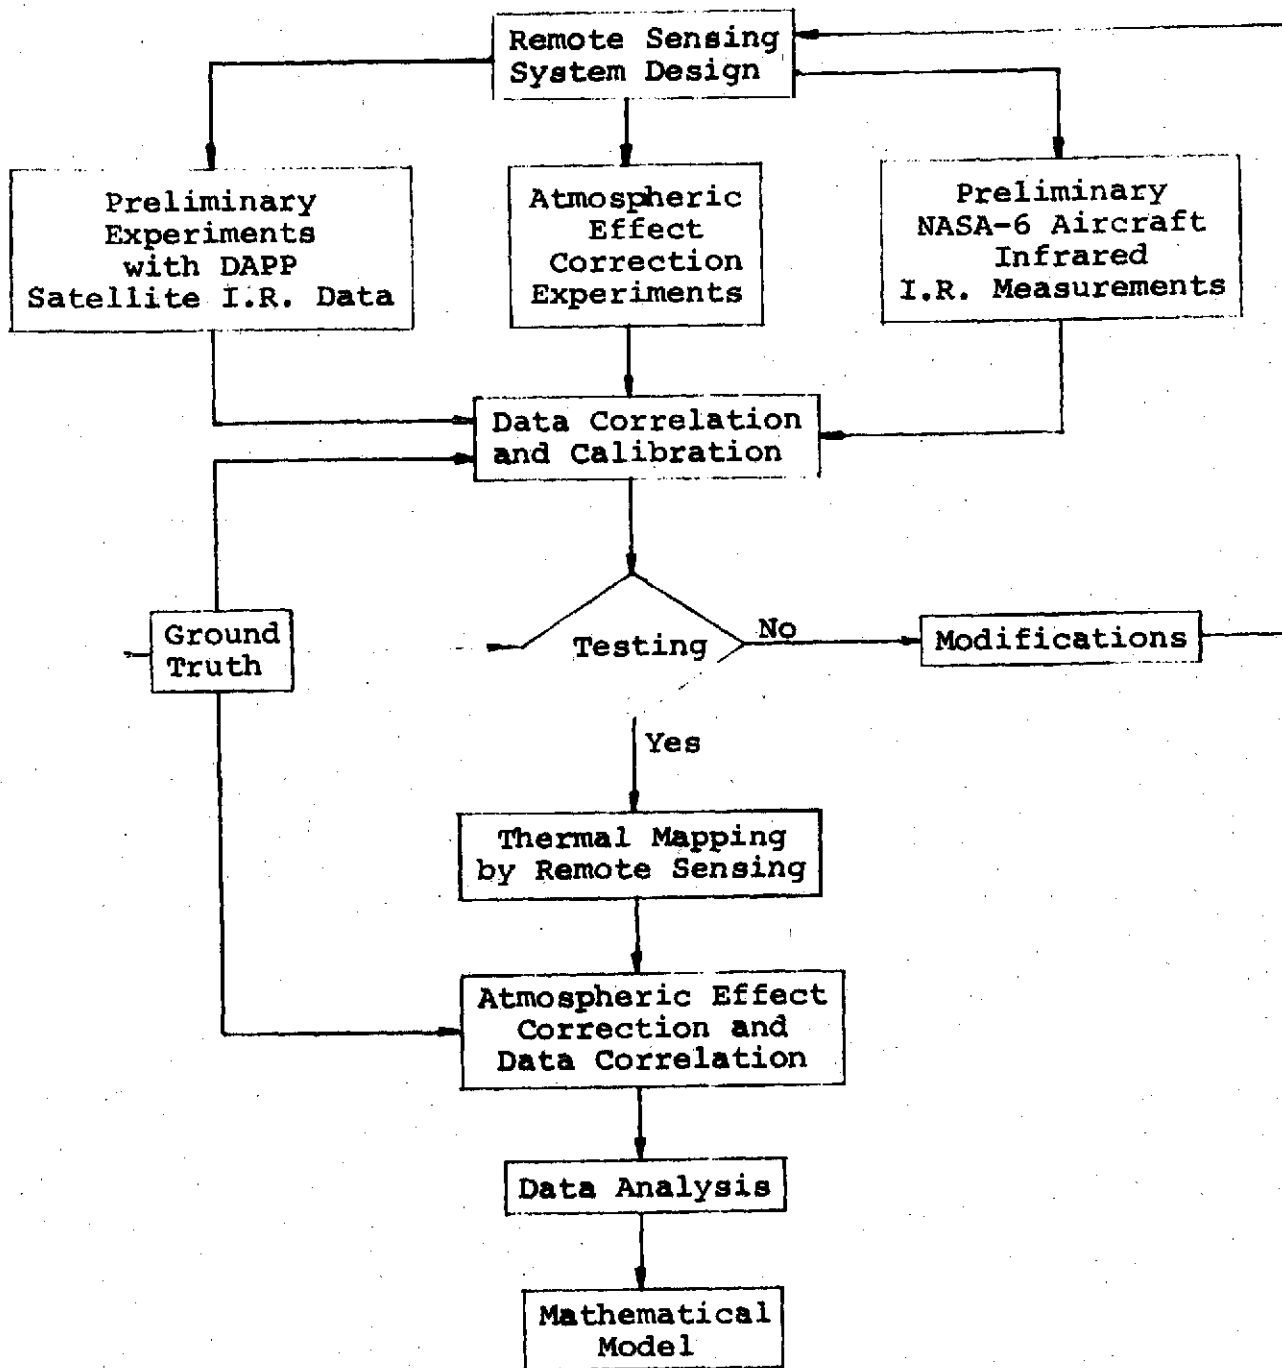 Remote Sensing
System Design
Preliminary
Experiments
with DAPP
Satellite I.R. Data
Atmospheric
Effect
Correction
Experiments
Preliminary
NASA-6 Aircraft
Infrared
I.R. Measurements
Data Correlation
and Calibration
Ground
Truth
Testing
No
Modifications
Yes
Thermal Mapping
by Remote Sensing
Atmospheric Effect
Correction and
Data Correlation
Data Analysis
Mathematical
Model